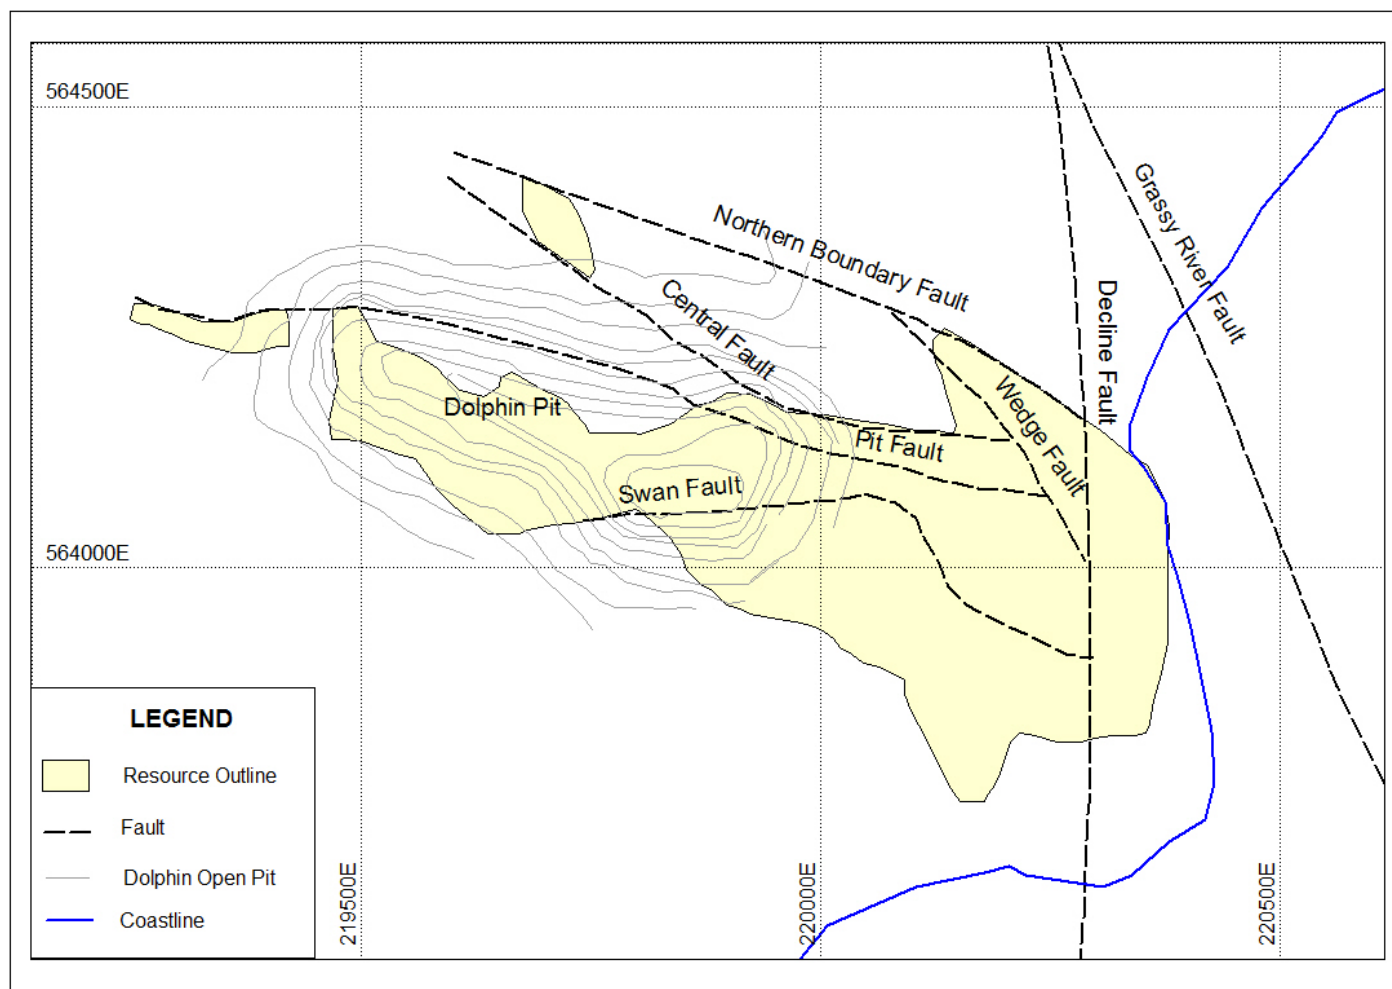 564500E
Northern Boundary Fault
Grassy River Fault
Central Fault
Decline Fault
Wedge Fault
Dolphin Pit
Pit Fault
Swan Fault
564000E
LEGEND
Resource Outline
Fault
Dolphin Open Pit
Coastline
219500E
220000E
220500E